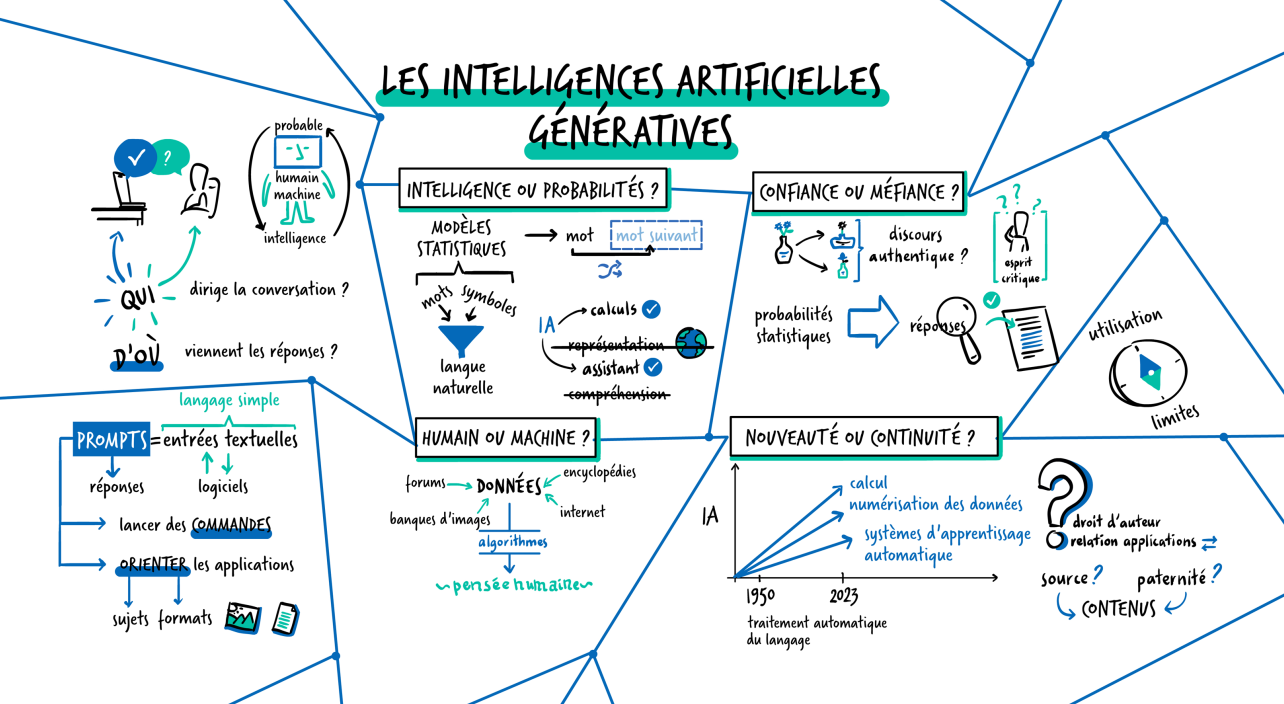 LES INTELLIGENCES ARTIFICIELLES
GÉNÉRATIVES
?
probable
humain
machine
intelligence
QUI
dirige la conversation ?
D'OÙ
viennent les réponses ?
INTELLIGENCE OU PROBABILITÉS ?
MODÈLES
STATISTIQUES
mot
mot suivant
mots
symboles
langue
naturelle
IA
calculs
représentation
assistant
compréhension
CONFIANCE OU MÉFIANCE ?
discours
authentique ?
? ? ?
esprit
critique
probabilités
statistiques
réponses
utilisation
limites
langage simple
PROMPTS = entrées textuelles
réponses
logiciels
lancer des COMMANDES
ORIENTER les applications
sujets formats
HUMAIN OU MACHINE ?
forums
DONNÉES
encyclopédies
banques d'images
internet
algorithmes
~pensée humaine~
NOUVEAUTÉ OU CONTINUITÉ ?
IA
calcul
numérisation des données
systèmes d'apprentissage
automatique
1950
2023
traitement automatique
du langage
?
droit d'auteur
relation applications
source ?
paternité ?
CONTENUS